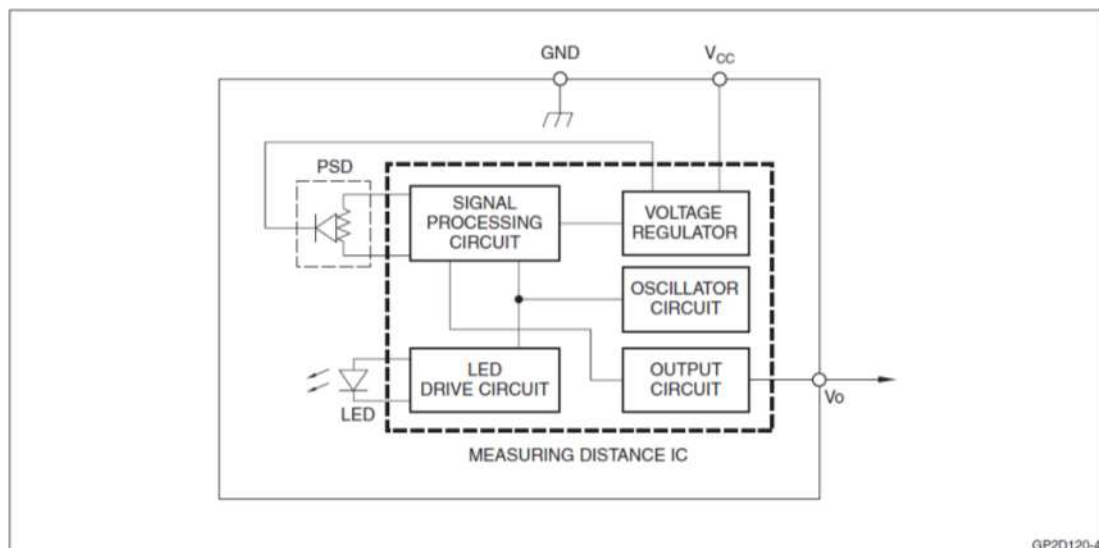 GND
VCC
PSD
SIGNAL
PROCESSING
CIRCUIT
VOLTAGE
REGULATOR
OSCILLATOR
CIRCUIT
LED
DRIVE CIRCUIT
OUTPUT
CIRCUIT
LED
Vo
MEASURING DISTANCE IC
GP2D120-4